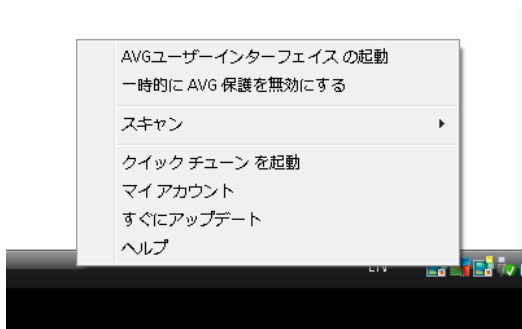 AVGユーザーインターフェイス の起動
一時的に AVG 保護を無効にする
スキャン
クイック チューン を起動
マイ アカウント
すぐにアップデート
ヘルプ
EN